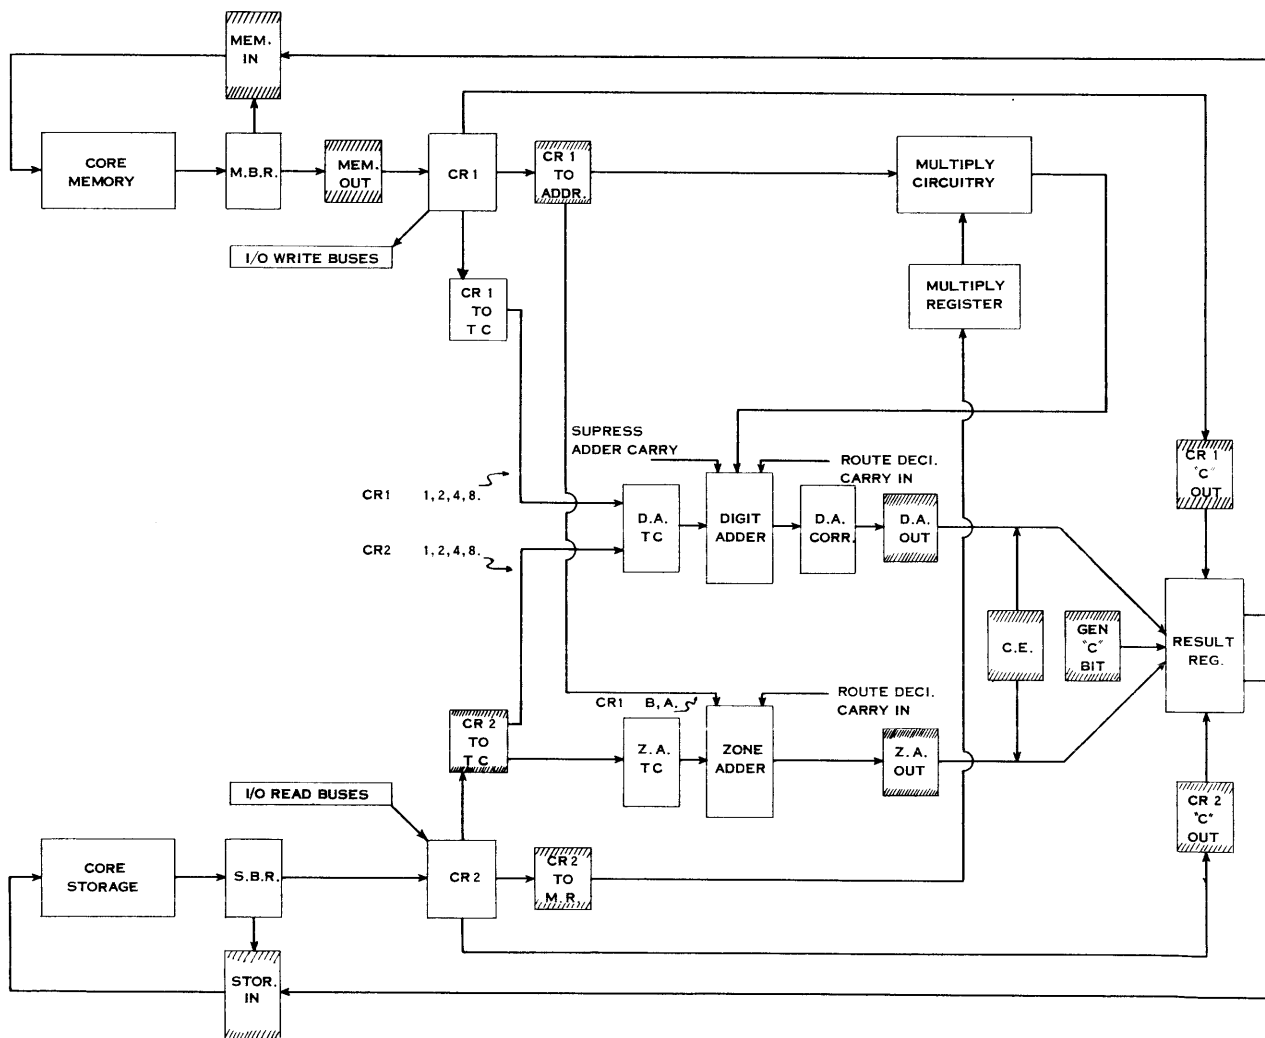 MEM.
IN
CORE
MEMORY
M.B.R.
MEM.
OUT
CR 1
CR 1
TO
ADDR.
MULTIPLY
CIRCUITRY
I/O WRITE BUSES
CR 1
TO
T C
MULTIPLY
REGISTER
SUPRESS
ADDER CARRY
ROUTE DECI.
CARRY IN
CR 1
"C"
OUT
CR1 1,2,4,8.
CR2 1,2,4,8.
D.A.
TC
DIGIT
ADDER
D.A.
CORR.
D.A.
OUT
C.E.
GEN
"C"
BIT
RESULT
REG.
CR1 B,A.
ROUTE DECI.
CARRY IN
CR 2
TO
T C
Z.A.
TC
ZONE
ADDER
Z.A.
OUT
I/O READ BUSES
CR 2
"C"
OUT
CORE
STORAGE
S.B.R.
CR2
CR 2
TO
M.R.
STOR.
IN